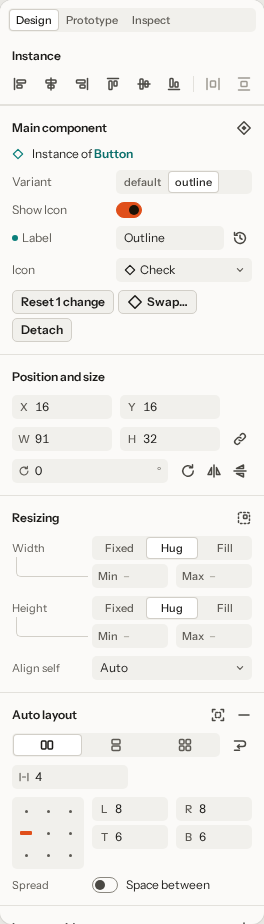 Design Prototype Inspect
Instance
Main component
Instance of Button
Variant default outline
Show Icon
Label Outline
Icon Check
Reset 1 change Swap...
Detach
Position and size
X 16 Y 16
W 91 H 32
0 °
Resizing
Width Fixed Hug Fill
Min – Max –
Height Fixed Hug Fill
Min – Max –
Align self Auto
Auto layout
4
L 8 R 8
T 6 B 6
Spread Space between